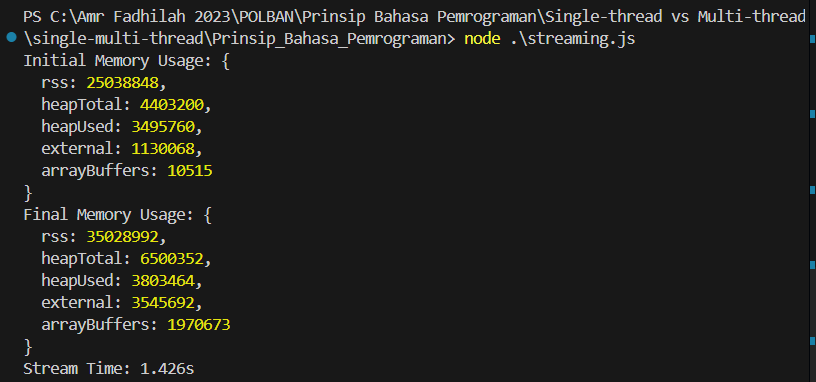 PS C:\Amr Fadhilah 2023\POLBAN\Prinsip Bahasa Pemrograman\Single-thread vs Multi-thread
\single-multi-thread\Prinsip_Bahasa_Pemrograman> node .\streaming.js
Initial Memory Usage: {
  rss: 25038848,
  heapTotal: 4403200,
  heapUsed: 3495760,
  external: 1130068,
  arrayBuffers: 10515
}
Final Memory Usage: {
  rss: 35028992,
  heapTotal: 6500352,
  heapUsed: 3803464,
  external: 3545692,
  arrayBuffers: 1970673
}
Stream Time: 1.426s